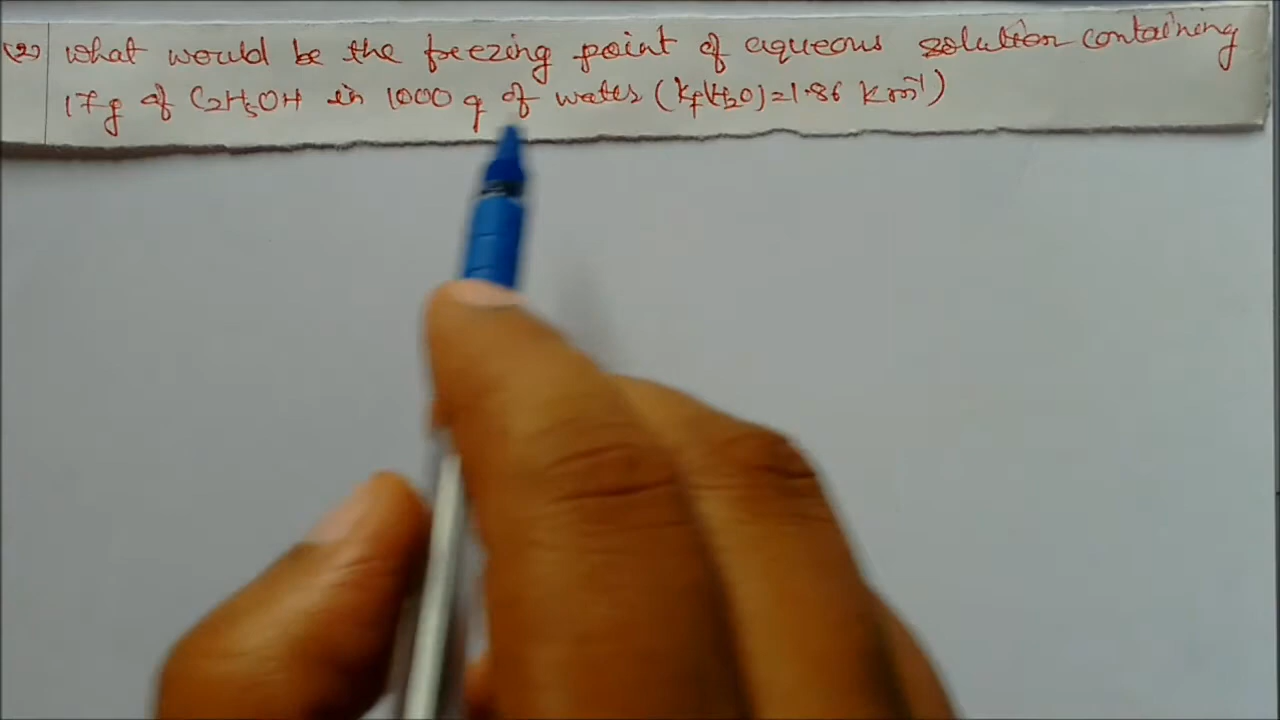 (2) What would be the freezing point of aqueous solution containing
17g of C2H5OH in 1000 g of water (Kf(H2O)=1.86 K m-1)